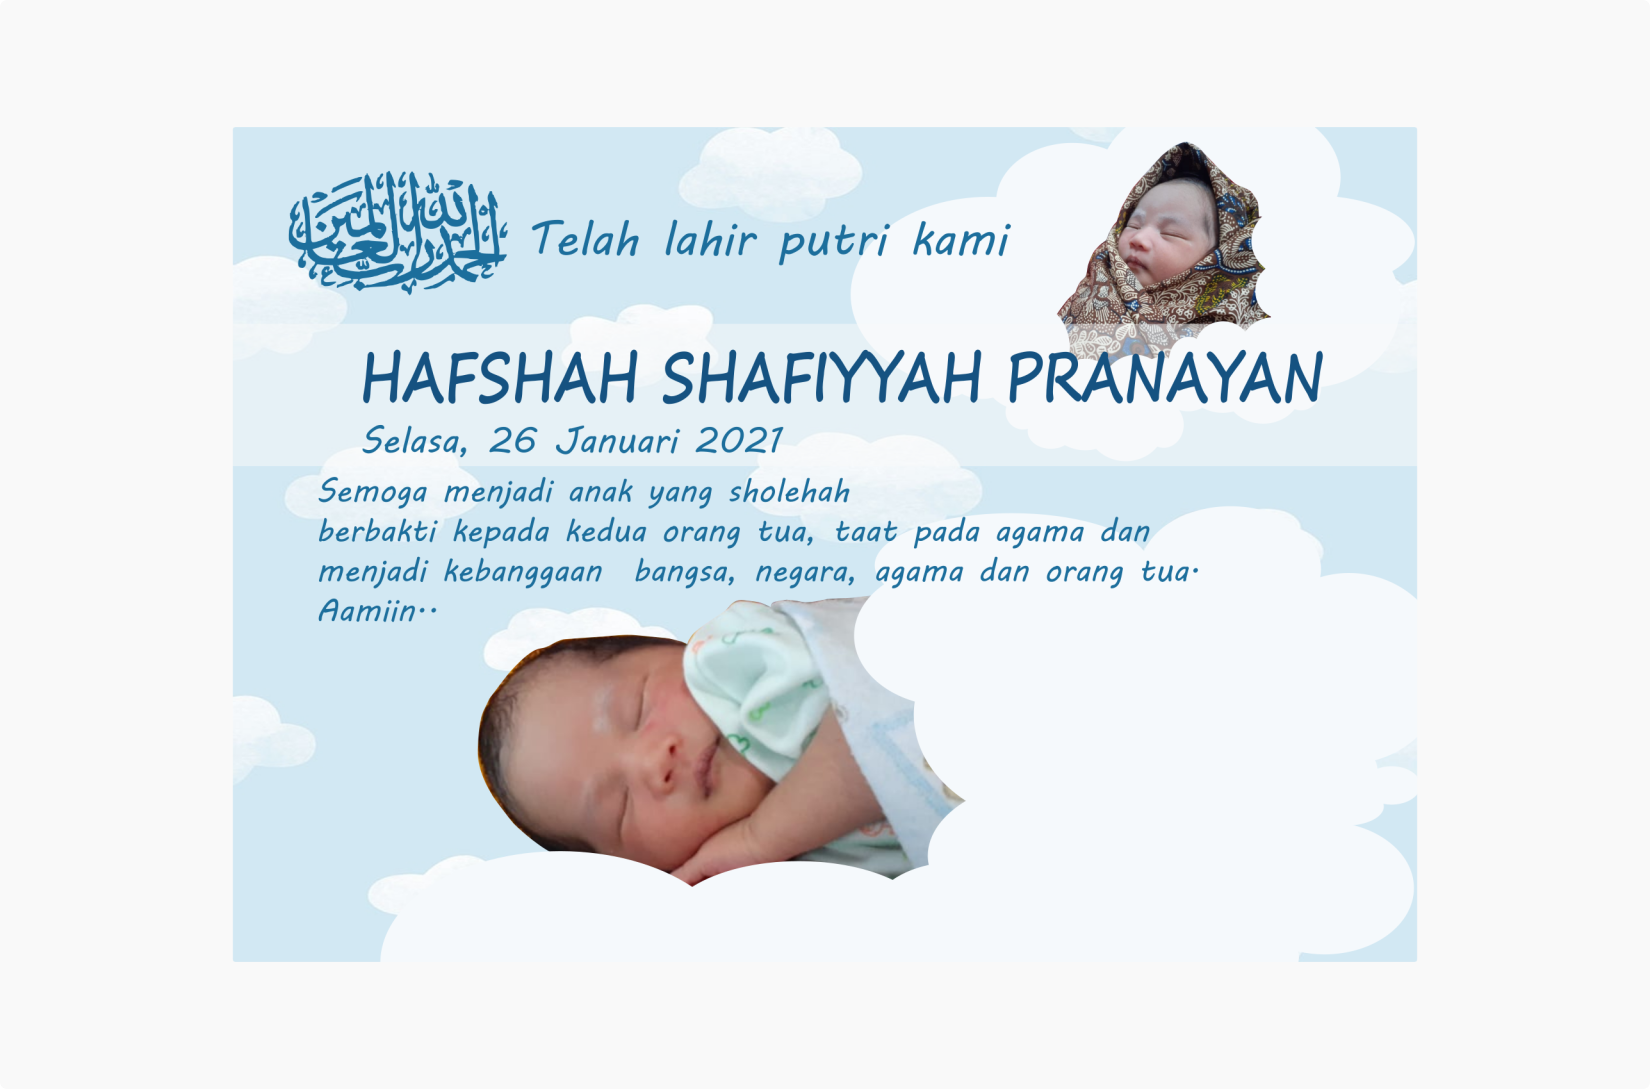 الحمد لله رب العالمين
Telah lahir putri kami
HAFSHAH SHAFIYYAH PRANAYAN
Selasa, 26 Januari 2021
Semoga menjadi anak yang sholehah
berbakti kepada kedua orang tua, taat pada agama dan
menjadi kebanggaan  bangsa, negara, agama dan orang tua.
Aamiin..